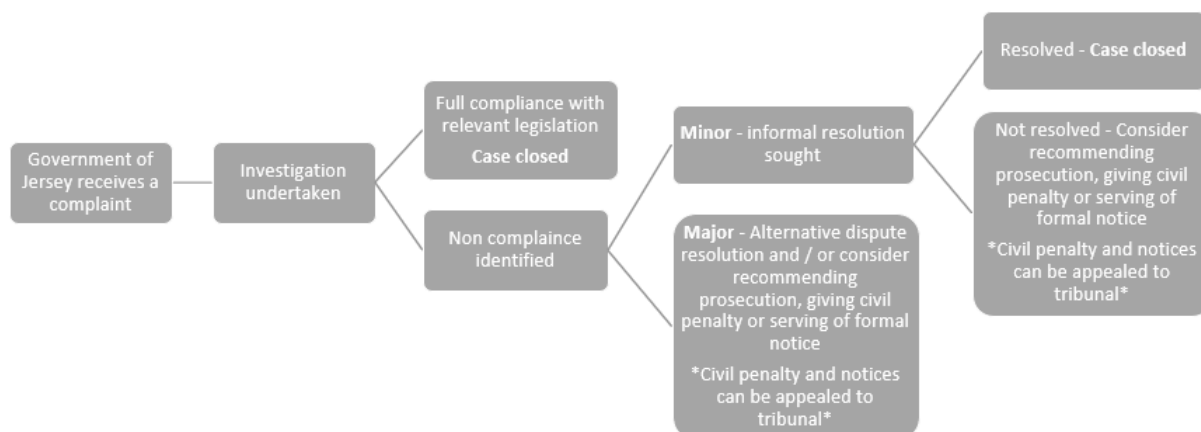 Government of
Jersey receives a
complaint
Investigation
undertaken
Full compliance with
relevant legislation
Case closed
Non complaince
identified
Minor - informal resolution
sought
Major - Alternative dispute
resolution and / or consider
recommending
prosecution, giving civil
penalty or serving of formal
notice
*Civil penalty and notices
can be appealed to
tribunal*
Resolved - Case closed
Not resolved - Consider
recommending
prosecution, giving civil
penalty or serving of
formal notice
*Civil penalty and notices
can be appealed to
tribunal*